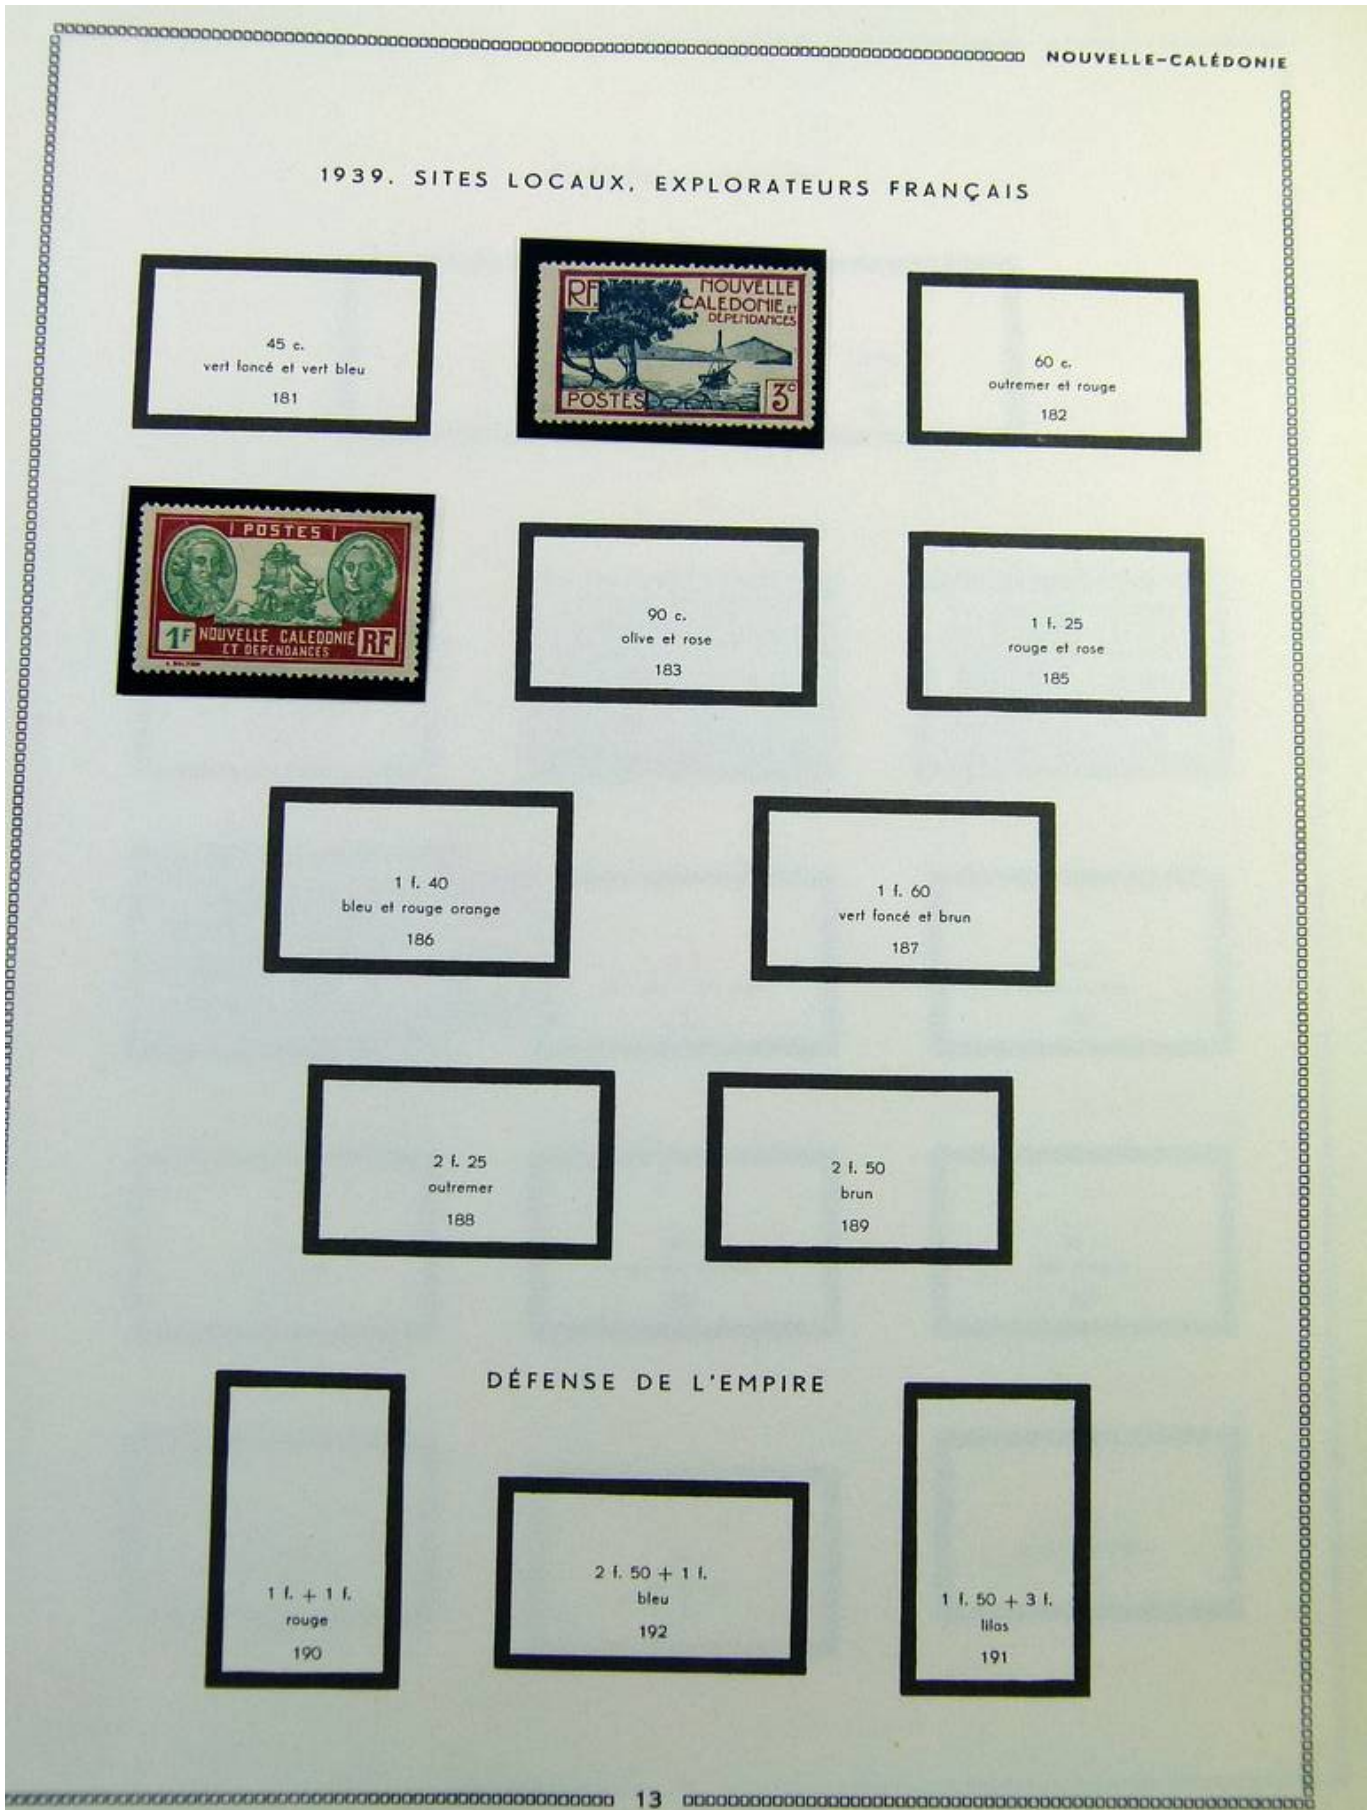 NOUVELLE-CALÉDONIE
1939. SITES LOCAUX, EXPLORATEURS FRANÇAIS
45 c.
vert foncé et vert bleu
181
RF
NOUVELLE
CALEDONIE ET
DÉPENDANCES
POSTES
3c
60 c.
outremer et rouge
182
POSTES
1F
NOUVELLE CALEDONIE
ET DEPENDANCES
RF
90 c.
olive et rose
183
1 f. 25
rouge et rose
185
1 f. 40
bleu et rouge orange
186
1 f. 60
vert foncé et brun
187
2 f. 25
outremer
188
2 f. 50
brun
189
DÉFENSE DE L'EMPIRE
1 f. + 1 f.
rouge
190
2 f. 50 + 1 f.
bleu
192
1 f. 50 + 3 f.
lilas
191
13